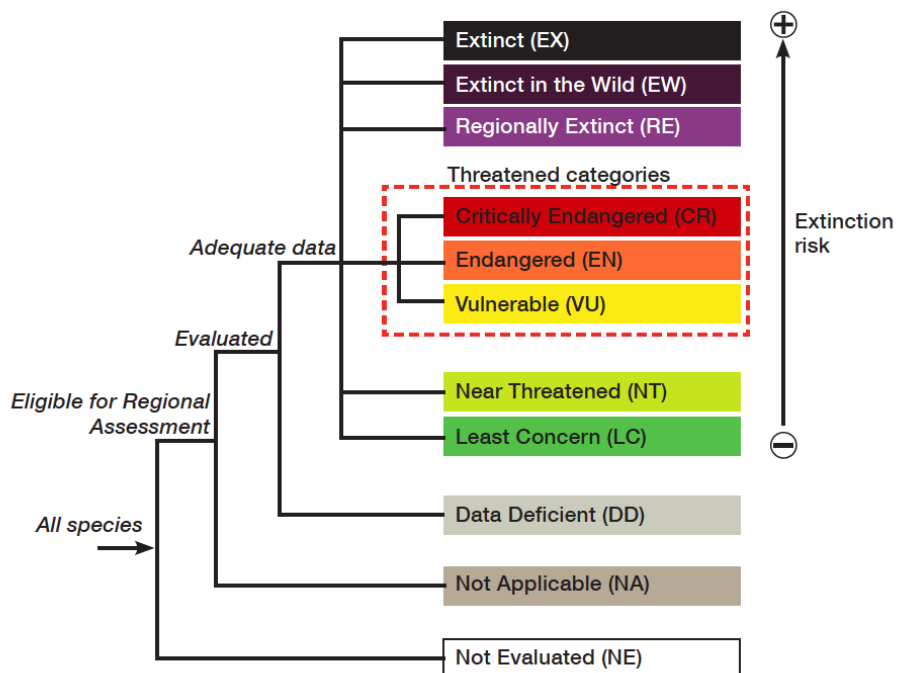 Extinct (EX)
Extinct in the Wild (EW)
Regionally Extinct (RE)
Threatened categories
Critically Endangered (CR)
Endangered (EN)
Vulnerable (VU)
Near Threatened (NT)
Least Concern (LC)
Data Deficient (DD)
Not Applicable (NA)
Not Evaluated (NE)
Adequate data
Evaluated
Eligible for Regional
Assessment
All species
+
Extinction
risk
−